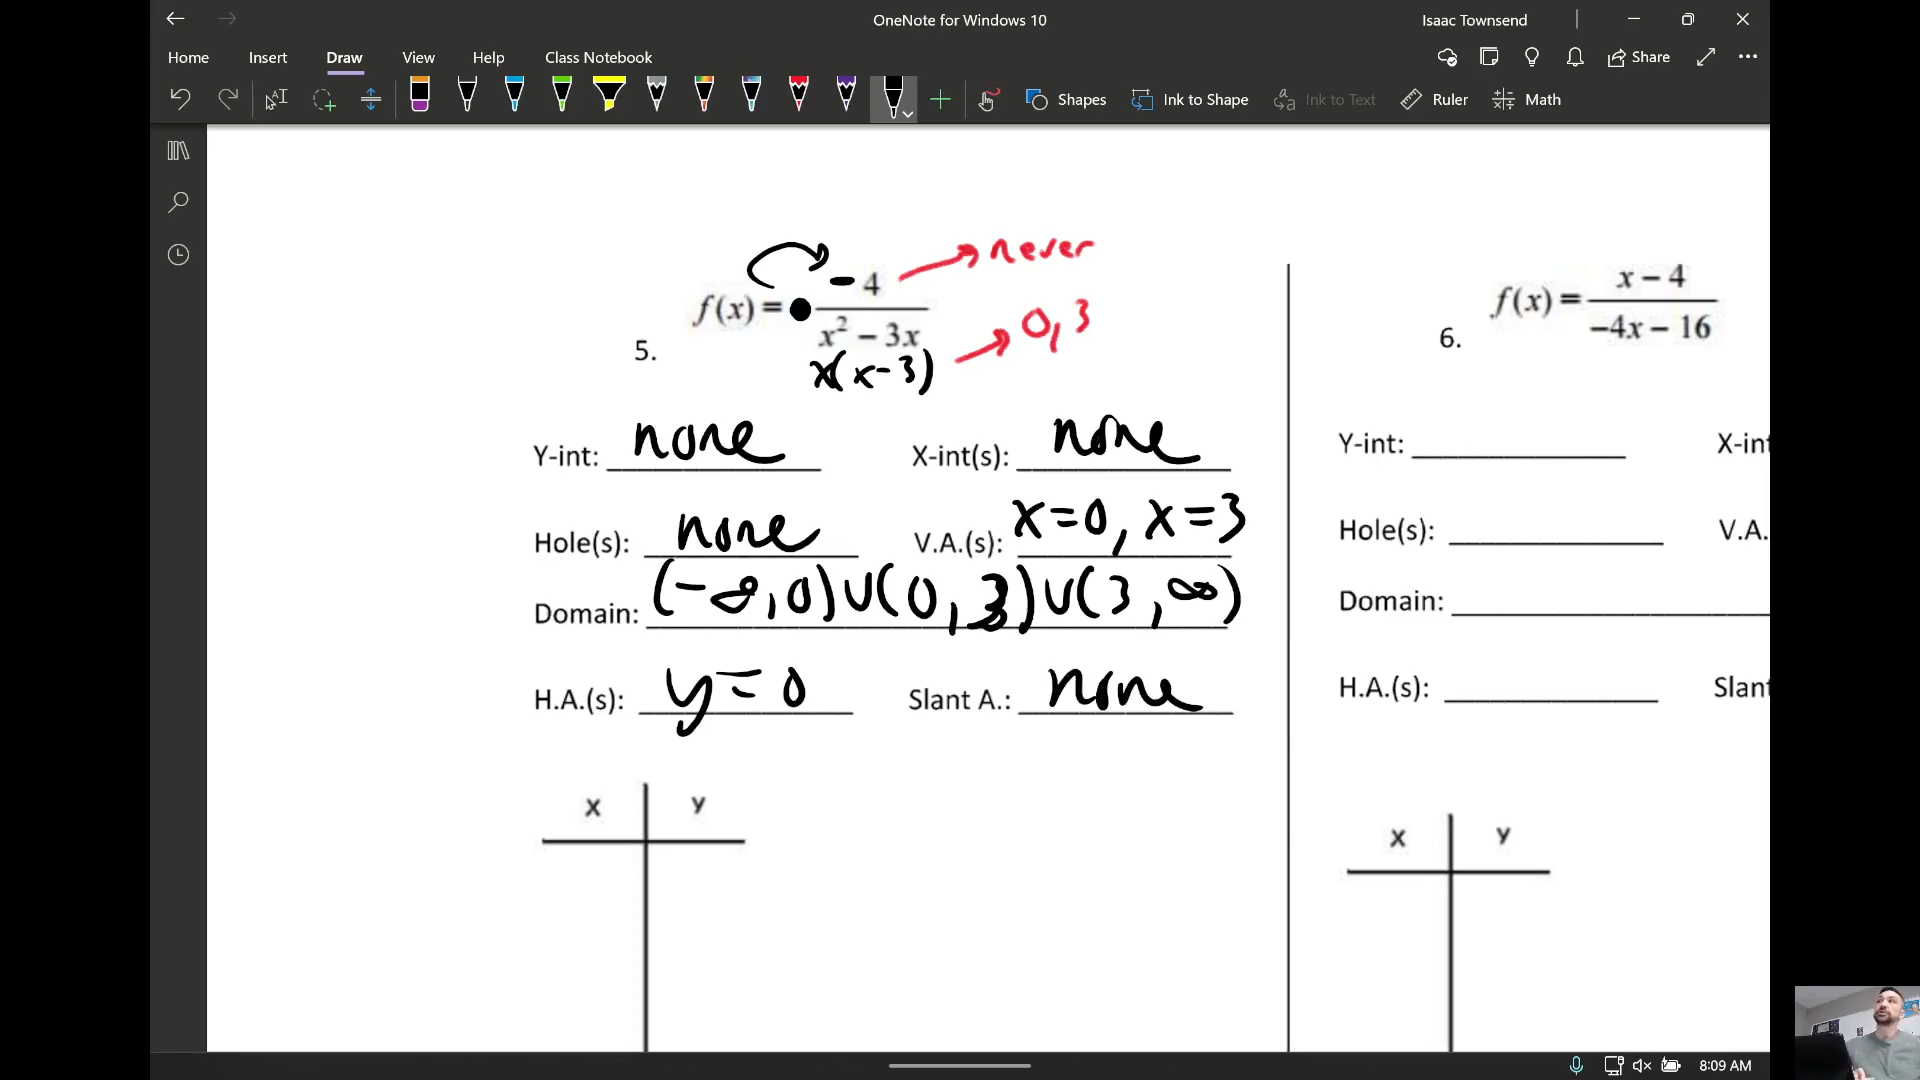 OneNote for Windows 10
Isaac Townsend
Home Insert Draw View Help Class Notebook
Share
Shapes Ink to Shape Ink to Text Ruler Math
never
5. f(x) = -4 / x² − 3x
x(x-3)
0,3
Y-int: none X-int(s): none
Hole(s): none V.A.(s): x=0, x=3
Domain: (-∞,0)∪(0,3)∪(3,∞)
H.A.(s): y=0 Slant A.: none
x y
6. f(x) = x − 4 / −4x − 16
Y-int: X-int
Hole(s): V.A.
Domain:
H.A.(s): Slant
x y
8:09 AM